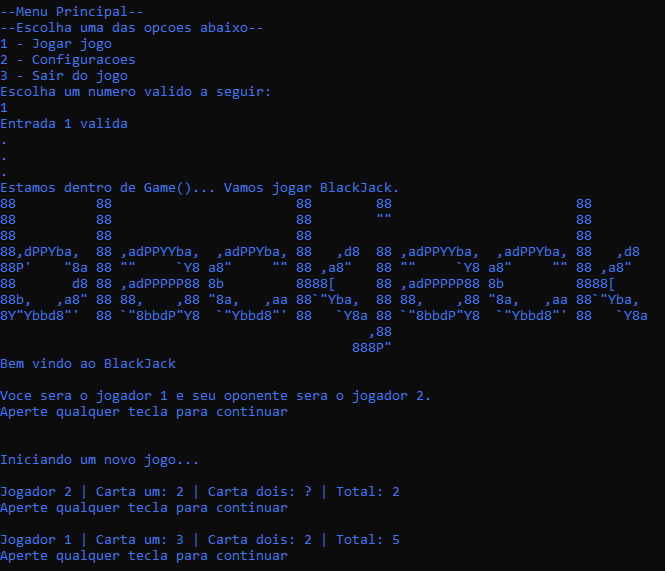 --Menu Principal--
--Escolha uma das opcoes abaixo--
1 - Jogar jogo
2 - Configuracoes
3 - Sair do jogo
Escolha um numero valido a seguir:
1
Entrada 1 valida
.
.
.
Estamos dentro de Game()... Vamos jogar BlackJack.
88          88                       88        88                       88
88          88                       88        ""                       88
88          88                       88                                 88
88,dPPYba,  88 ,adPPYYba,  ,adPPYba, 88   ,d8  88 ,adPPYYba,  ,adPPYba, 88   ,d8
88P'    "8a 88 ""     `Y8 a8"     "" 88 ,a8"   88 ""     `Y8 a8"     "" 88 ,a8"
88       d8 88 ,adPPPPP88 8b         8888[     88 ,adPPPPP88 8b         8888[
88b,   ,a8" 88 88,    ,88 "8a,   ,aa 88`"Yba,  88 88,    ,88 "8a,   ,aa 88`"Yba,
8Y"Ybbd8"'  88 `"8bbdP"Y8  `"Ybbd8"' 88   `Y8a 88 `"8bbdP"Y8  `"Ybbd8"' 88   `Y8a
                                              ,88
                                            888P"
Bem vindo ao BlackJack
Voce sera o jogador 1 e seu oponente sera o jogador 2.
Aperte qualquer tecla para continuar
Iniciando um novo jogo...
Jogador 2 | Carta um: 2 | Carta dois: ? | Total: 2
Aperte qualquer tecla para continuar
Jogador 1 | Carta um: 3 | Carta dois: 2 | Total: 5
Aperte qualquer tecla para continuar